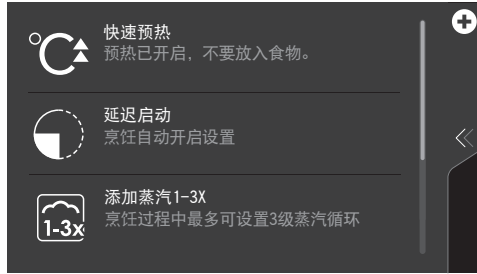 快速预热
预热已开启，不要放入食物。
延迟启动
烹饪自动开启设置
添加蒸汽1-3X
烹饪过程中最多可设置3级蒸汽循环
°C
1-3x